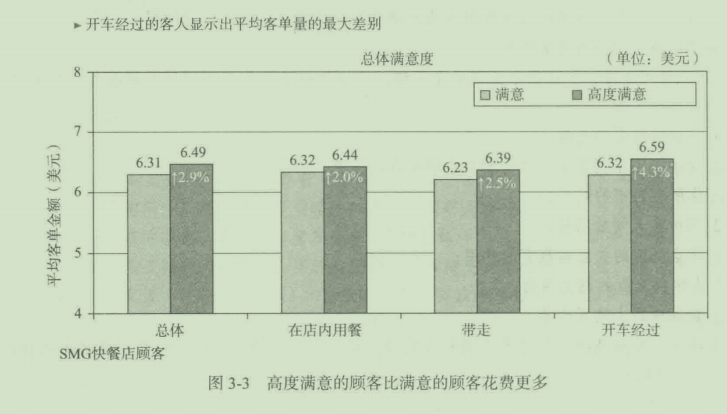 ► 开车经过的客人显示出平均客单量的最大差别
总体满意度
（单位：美元）
满意
高度满意
平均客单金额（美元）
8
7
6
5
4
6.31
6.49
↑2.9%
6.32
6.44
↑2.0%
6.23
6.39
↑2.5%
6.32
6.59
↑4.3%
总体
在店内用餐
带走
开车经过
SMG快餐店顾客
图 3-3 高度满意的顾客比满意的顾客花费更多